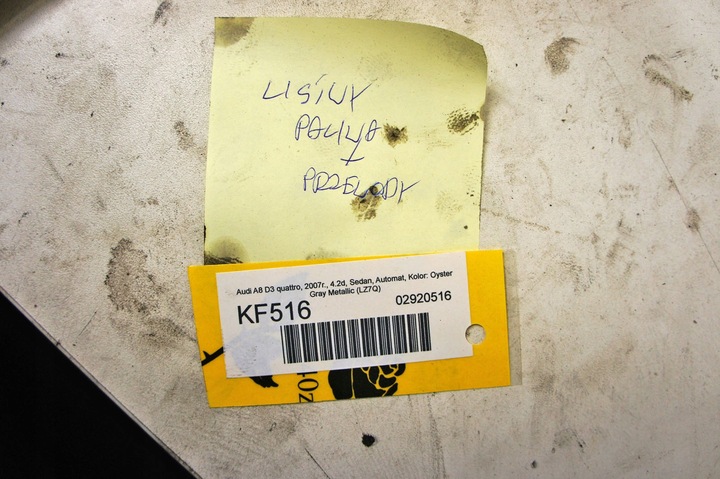 LISTWY
PALIWA
+
PRZEWODY
Audi A8 D3 quattro, 2007r., 4.2d, Sedan, Automat, Kolor: Oyster
Gray Metallic (LZ7Q)
KF516 02920516